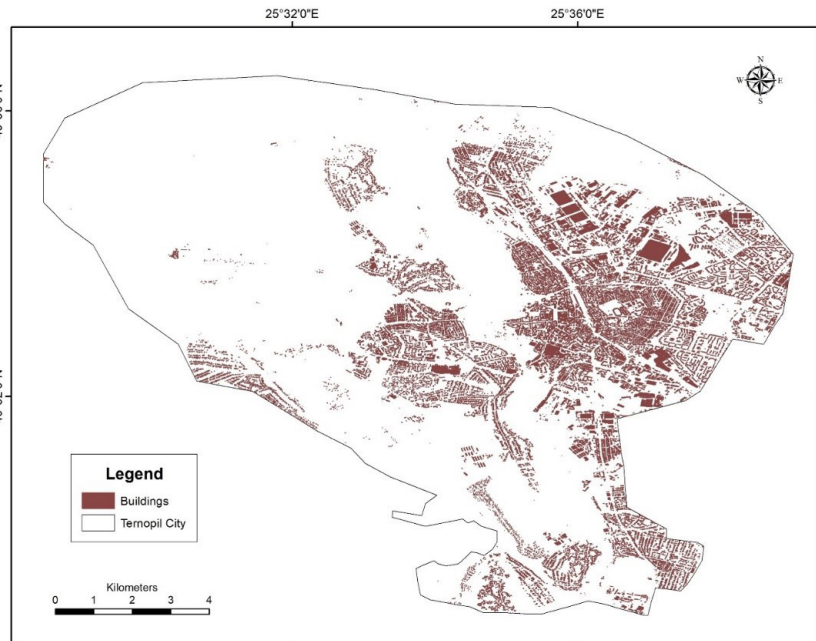 25°32'0"E
25°36'0"E
N
W E
S
Legend
Buildings
Ternopil City
Kilometers
0 1 2 3 4